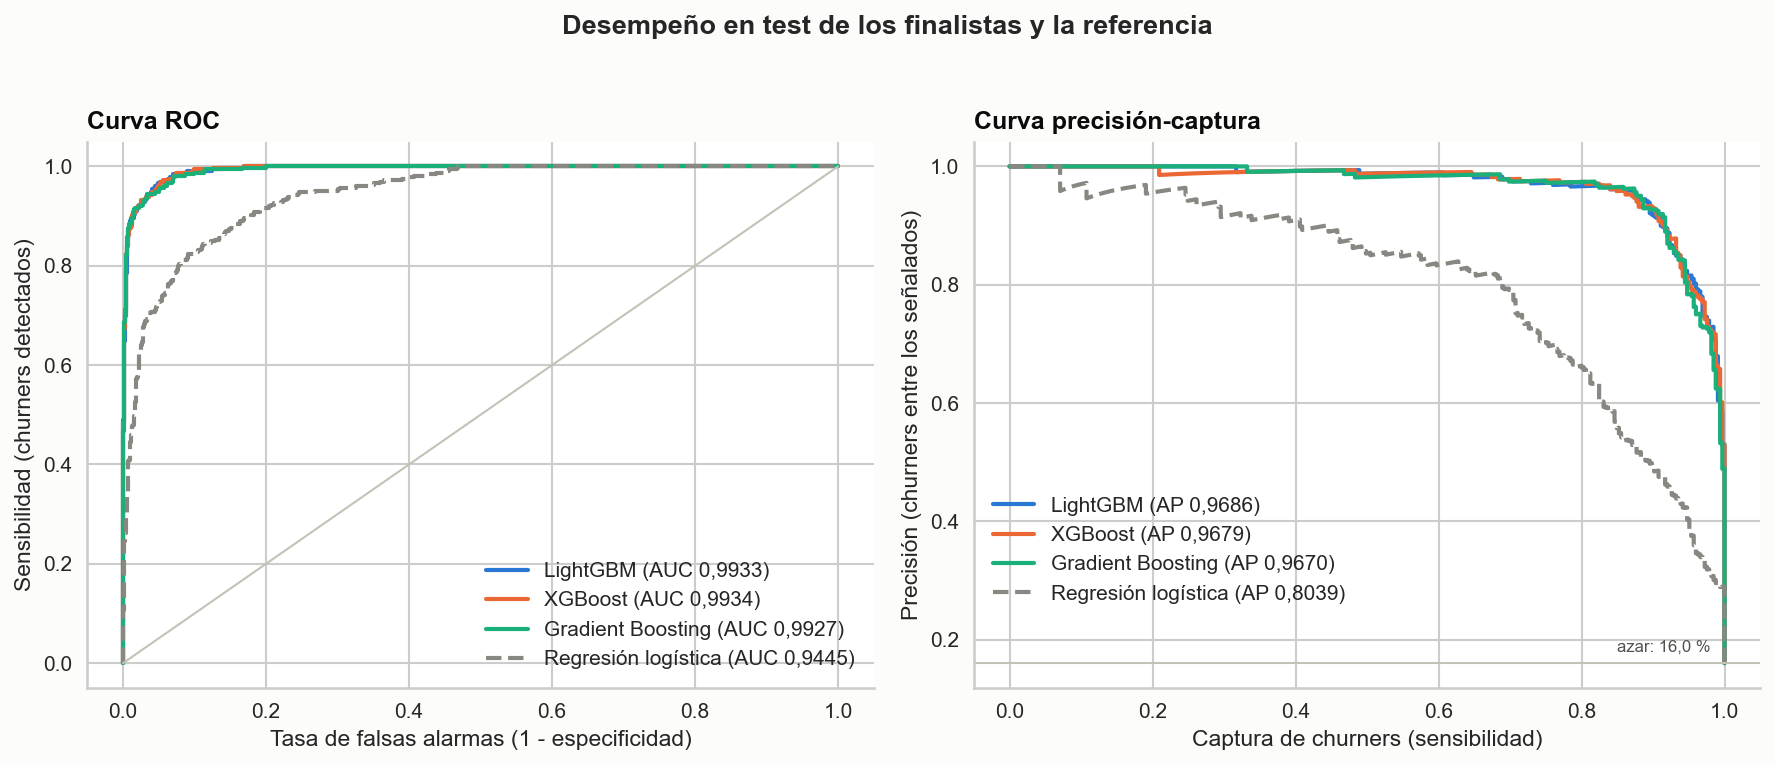 Desempeño en test de los finalistas y la referencia
Curva ROC
1.0
0.8
0.6
0.4
0.2
0.0
Sensibilidad (churners detectados)
LightGBM (AUC 0,9933)
XGBoost (AUC 0,9934)
Gradient Boosting (AUC 0,9927)
Regresión logística (AUC 0,9445)
0.0 0.2 0.4 0.6 0.8 1.0
Tasa de falsas alarmas (1 - especificidad)
Curva precisión-captura
1.0
0.8
0.6
0.4
0.2
Precisión (churners entre los señalados)
LightGBM (AP 0,9686)
XGBoost (AP 0,9679)
Gradient Boosting (AP 0,9670)
Regresión logística (AP 0,8039)
azar: 16,0 %
0.0 0.2 0.4 0.6 0.8 1.0
Captura de churners (sensibilidad)